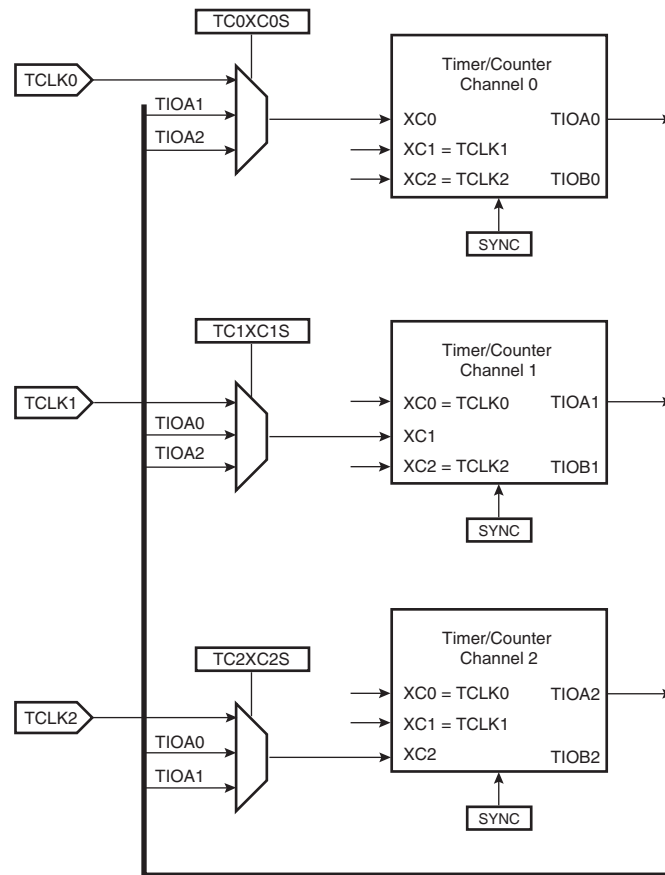 TC0XC0S
TCLK0
TIOA1
TIOA2
Timer/Counter
Channel 0
XC0
TIOA0
XC1 = TCLK1
XC2 = TCLK2
TIOB0
SYNC
TC1XC1S
TCLK1
TIOA0
TIOA2
Timer/Counter
Channel 1
XC0 = TCLK0
TIOA1
XC1
XC2 = TCLK2
TIOB1
SYNC
TC2XC2S
TCLK2
TIOA0
TIOA1
Timer/Counter
Channel 2
XC0 = TCLK0
TIOA2
XC1 = TCLK1
XC2
TIOB2
SYNC